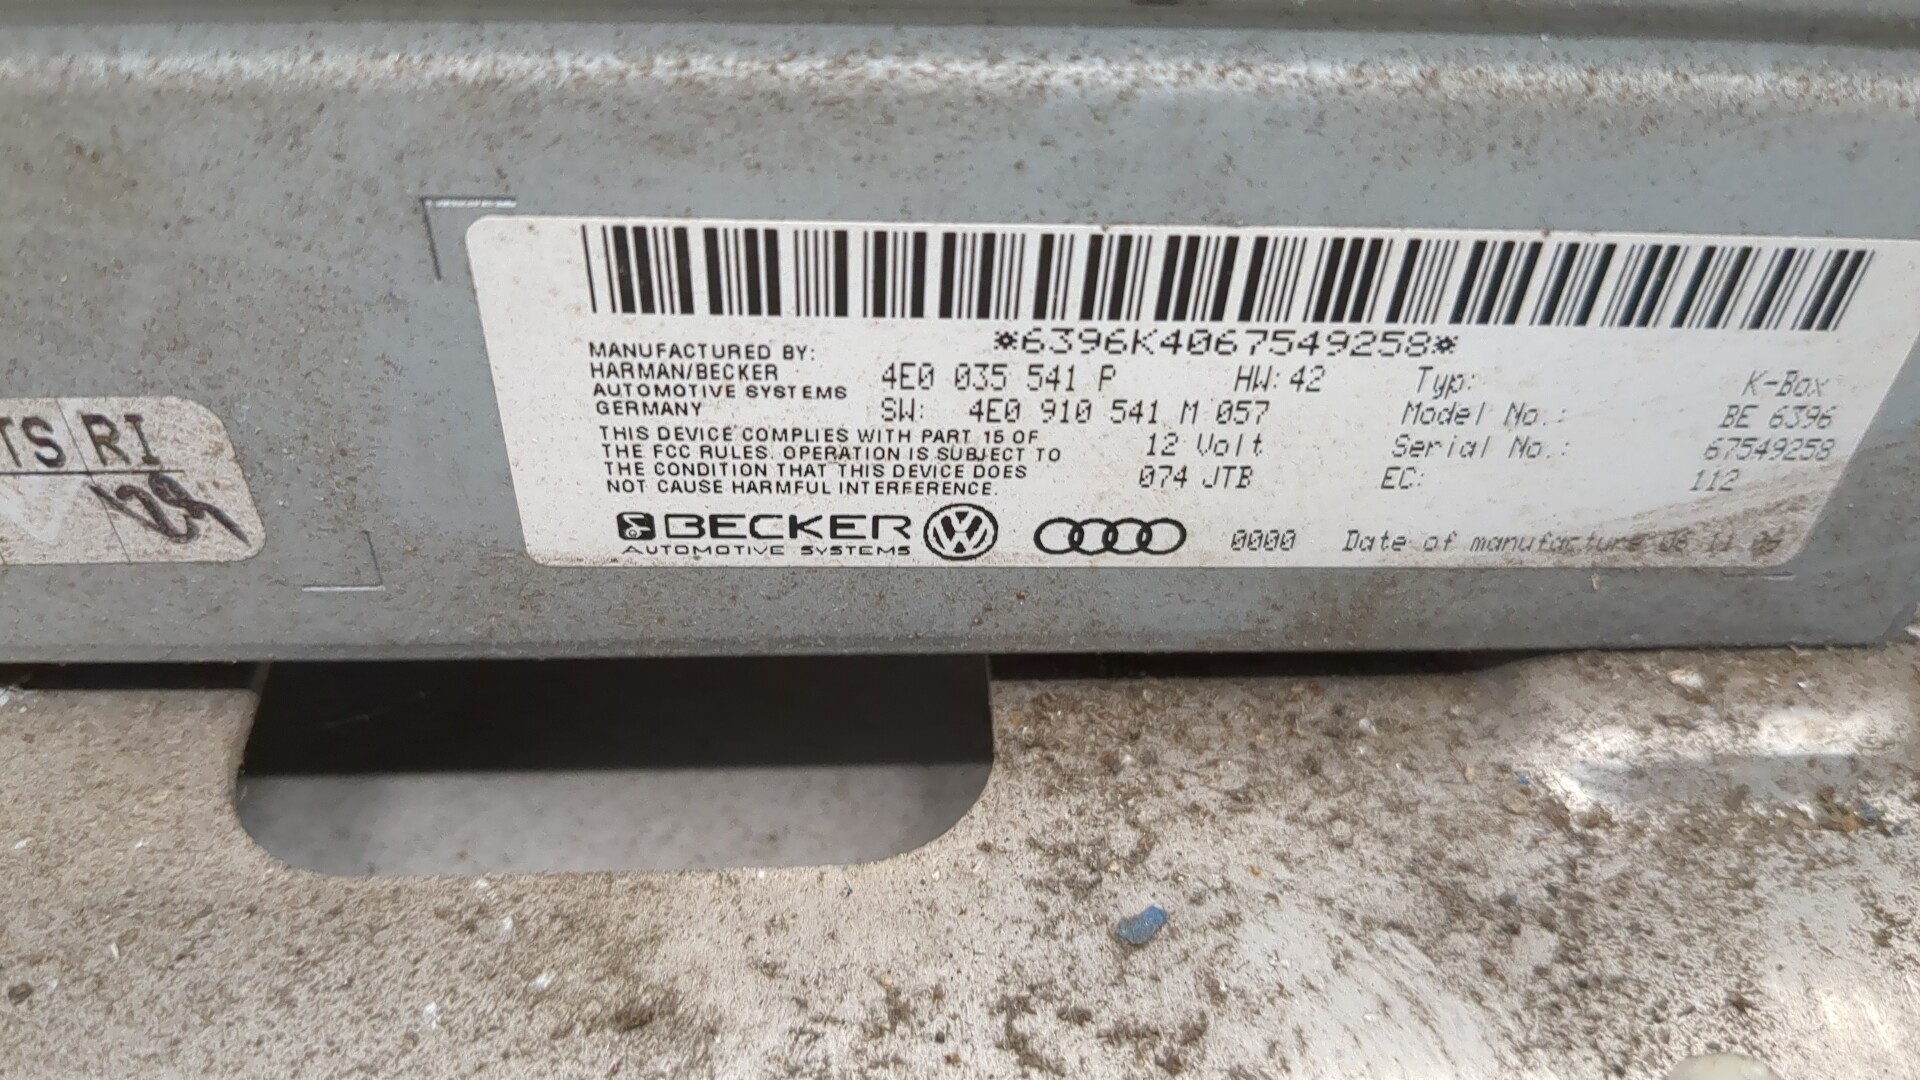 *6396K4067549258*
MANUFACTURED BY:
HARMAN/BECKER
AUTOMOTIVE SYSTEMS
GERMANY
4E0 035 541 P HW: 42 Typ: K-Box
SW: 4E0 910 541 M 057 Model No.: BE 6396
12 Volt Serial No.: 67549258
074 JTB EC: 112
THIS DEVICE COMPLIES WITH PART 15 OF
THE FCC RULES. OPERATION IS SUBJECT TO
THE CONDITION THAT THIS DEVICE DOES
NOT CAUSE HARMFUL INTERFERENCE.
BECKER
AUTOMOTIVE SYSTEMS
0000 Date of manufacture 06 11
TS RI